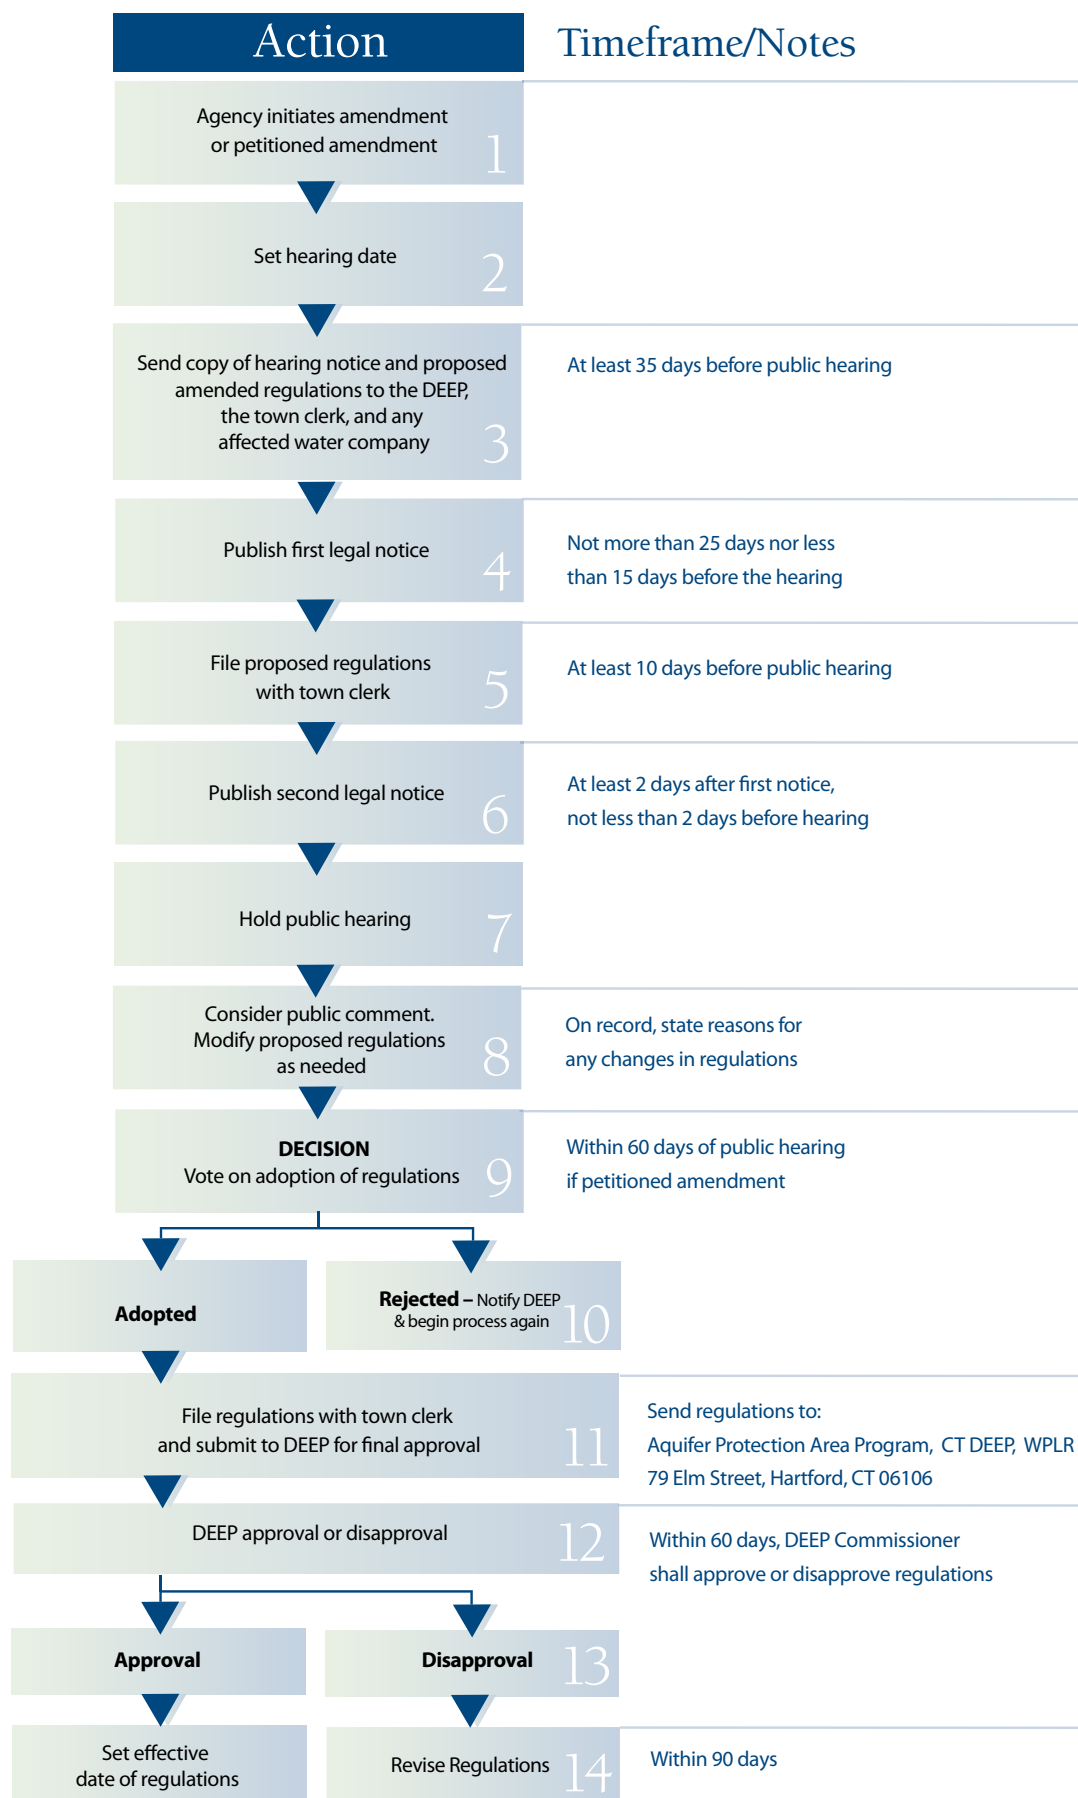 Action
Timeframe/Notes
Agency initiates amendment
or petitioned amendment
1
Set hearing date
2
Send copy of hearing notice and proposed
amended regulations to the DEEP,
the town clerk, and any
affected water company
3
At least 35 days before public hearing
Publish first legal notice
4
Not more than 25 days nor less
than 15 days before the hearing
File proposed regulations
with town clerk
5
At least 10 days before public hearing
Publish second legal notice
6
At least 2 days after first notice,
not less than 2 days before hearing
Hold public hearing
7
Consider public comment.
Modify proposed regulations
as needed
8
On record, state reasons for
any changes in regulations
DECISION
Vote on adoption of regulations
9
Within 60 days of public hearing
if petitioned amendment
Adopted
Rejected – Notify DEEP
& begin process again
10
File regulations with town clerk
and submit to DEEP for final approval
11
Send regulations to:
Aquifer Protection Area Program, CT DEEP, WPLR
79 Elm Street, Hartford, CT 06106
DEEP approval or disapproval
12
Within 60 days, DEEP Commissioner
shall approve or disapprove regulations
Approval
Disapproval
13
Set effective
date of regulations
Revise Regulations
14
Within 90 days